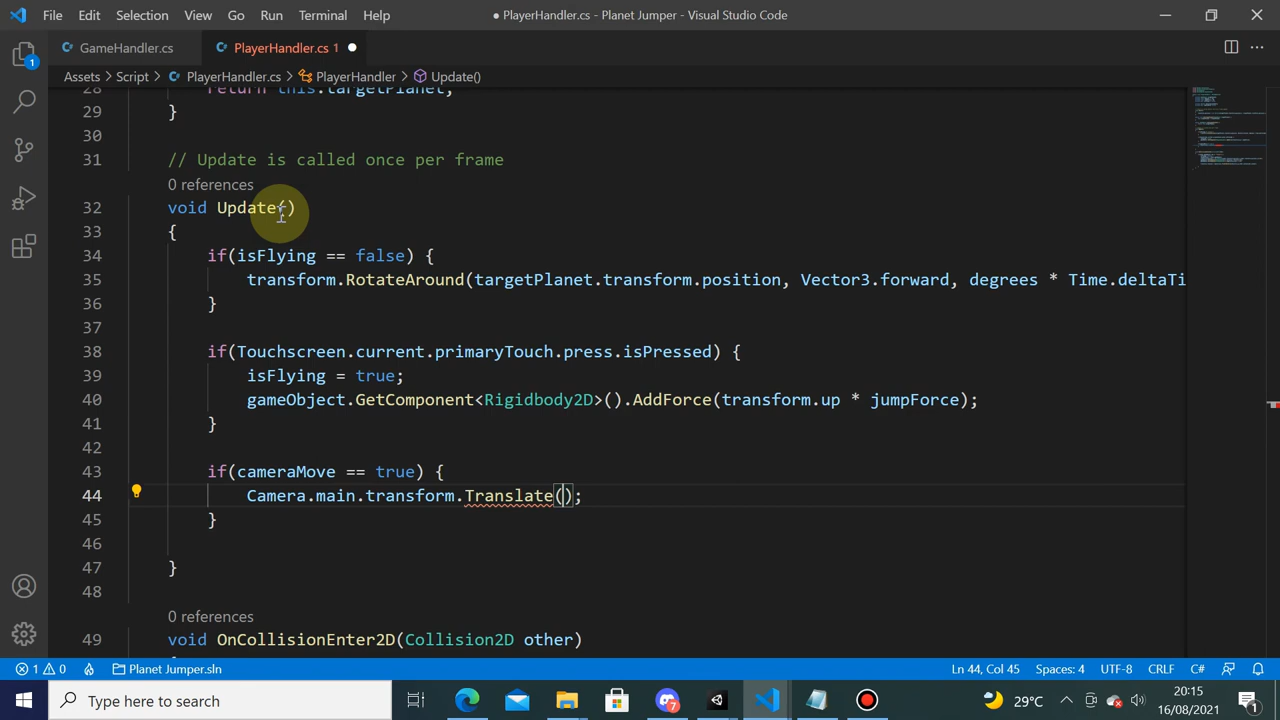 File Edit Selection View Go Run Terminal Help ● PlayerHandler.cs - Planet Jumper - Visual Studio Code
GameHandler.cs PlayerHandler.cs 1 ●
Assets > Script > PlayerHandler.cs > PlayerHandler > Update()
28 return this.targetPlanet;
29 }
30
31 // Update is called once per frame
0 references
32 void Update()
33 {
34 if(isFlying == false) {
35 transform.RotateAround(targetPlanet.transform.position, Vector3.forward, degrees * Time.deltaTi
36 }
37
38 if(Touchscreen.current.primaryTouch.press.isPressed) {
39 isFlying = true;
40 gameObject.GetComponent<Rigidbody2D>().AddForce(transform.up * jumpForce);
41 }
42
43 if(cameraMove == true) {
44 Camera.main.transform.Translate();
45 }
46
47 }
48
0 references
49 void OnCollisionEnter2D(Collision2D other)
1
1 0 Planet Jumper.sln Ln 44, Col 45 Spaces: 4 UTF-8 CRLF C#
Type here to search 7 29°C 20:15
16/08/2021 1